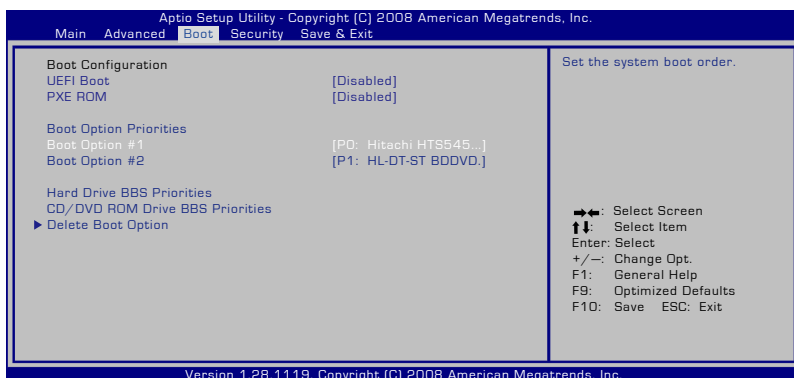 Aptio Setup Utility - Copyright (C) 2008 American Megatrends, Inc.
Main Advanced Boot Security Save & Exit
Boot Configuration
UEFI Boot [Disabled]
PXE ROM [Disabled]
Boot Option Priorities
Boot Option #1 [P0: Hitachi HTS545...]
Boot Option #2 [P1: HL-DT-ST BDDVD.]
Hard Drive BBS Priorities
CD/DVD ROM Drive BBS Priorities
▶ Delete Boot Option
Set the system boot order.
→←: Select Screen
↑↓: Select Item
Enter: Select
+/—: Change Opt.
F1: General Help
F9: Optimized Defaults
F10: Save ESC: Exit
Version 1.28.1119. Copyright (C) 2008 American Megatrends, Inc.